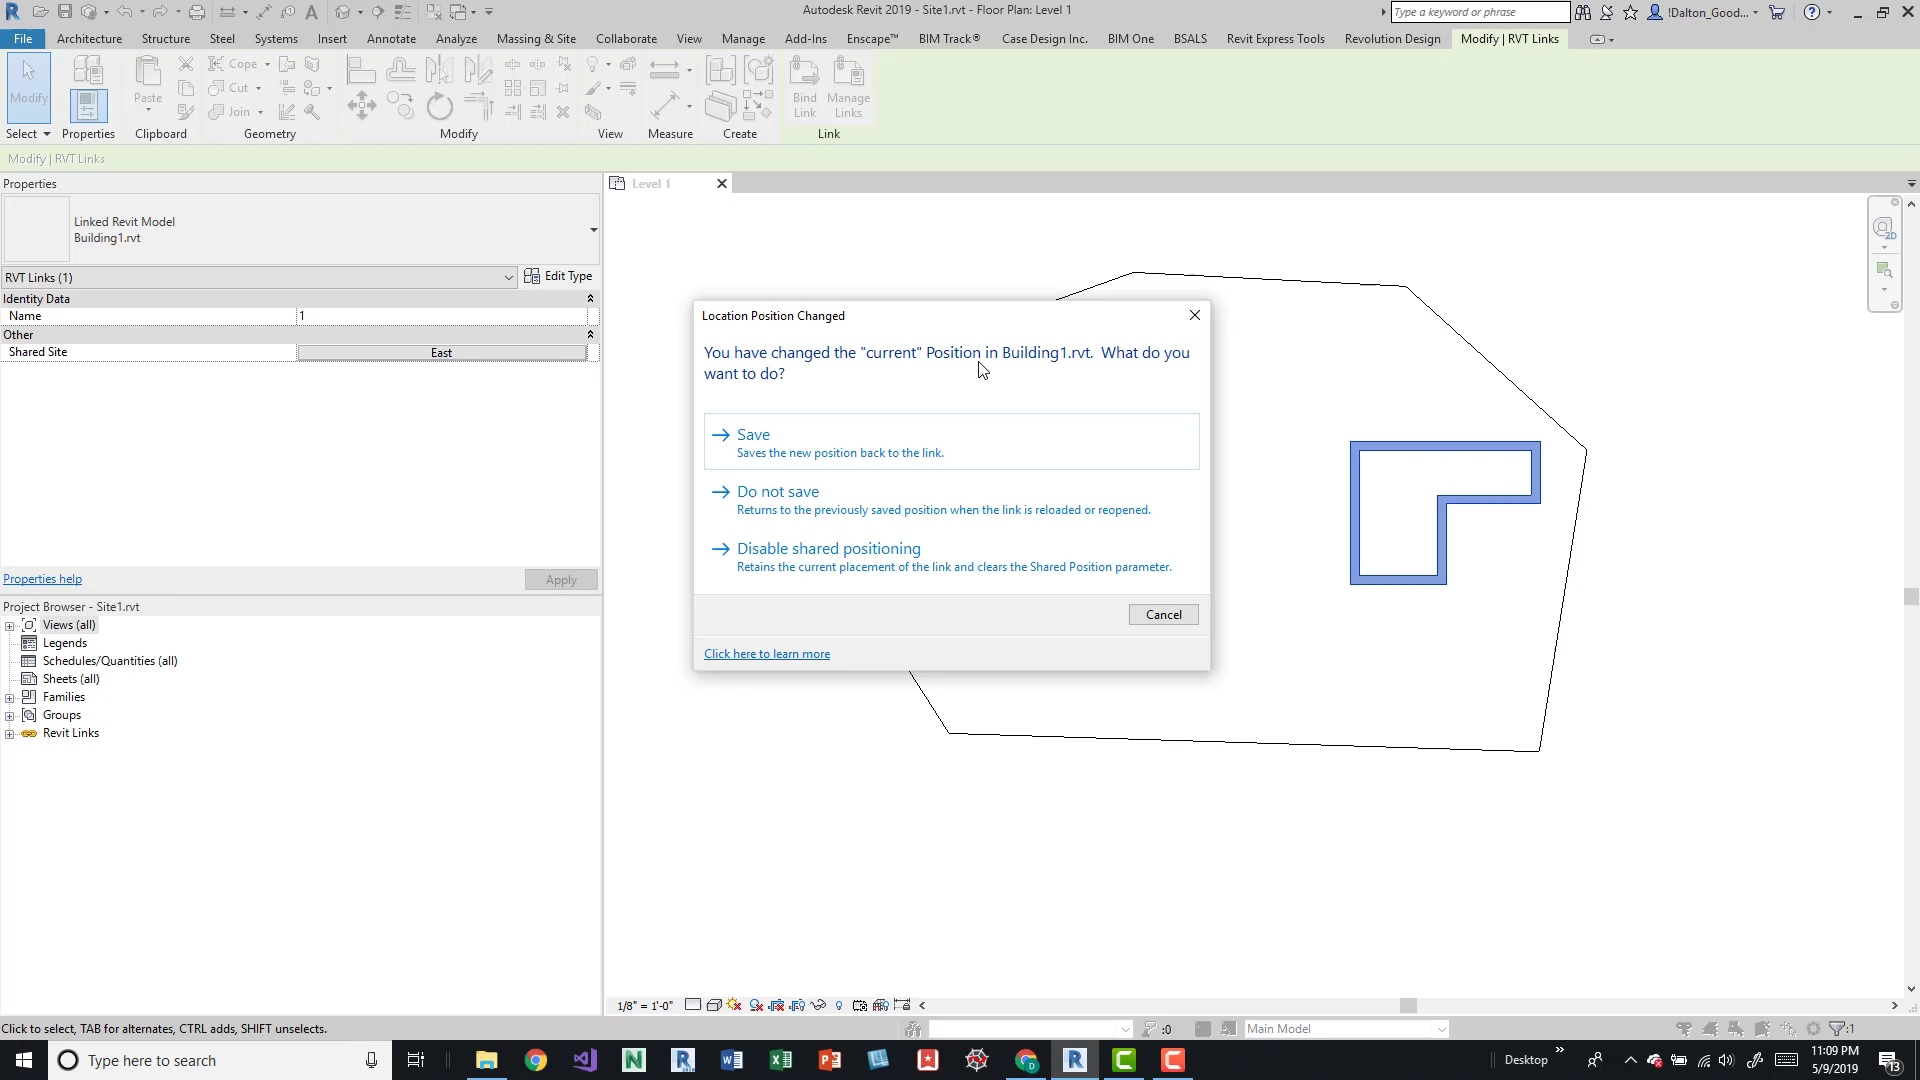 Autodesk Revit 2019 - Site1.rvt - Floor Plan: Level 1
Type a keyword or phrase
!Dalton_Good...
File
Architecture
Structure
Steel
Systems
Insert
Annotate
Analyze
Massing & Site
Collaborate
View
Manage
Add-Ins
Enscape™
BIM Track®
Case Design Inc.
BIM One
BSALS
Revit Express Tools
Revolution Design
Modify | RVT Links
Modify
Paste
Cope
Cut
Join
Bind
Link
Manage
Links
Select
Properties
Clipboard
Geometry
Modify
View
Measure
Create
Link
Modify | RVT Links
Properties
Linked Revit Model
Building1.rvt
RVT Links (1)
Edit Type
Identity Data
Name
1
Other
Shared Site
East
Properties help
Apply
Project Browser - Site1.rvt
Views (all)
Legends
Schedules/Quantities (all)
Sheets (all)
Families
Groups
Revit Links
Level 1
2D
Location Position Changed
You have changed the "current" Position in Building1.rvt.  What do you
want to do?
Save
Saves the new position back to the link.
Do not save
Returns to the previously saved position when the link is reloaded or reopened.
Disable shared positioning
Retains the current placement of the link and clears the Shared Position parameter.
Cancel
Click here to learn more
1/8" = 1'-0"
Click to select, TAB for alternates, CTRL adds, SHIFT unselects.
:0
Main Model
:1
Type here to search
Desktop
11:09 PM
5/9/2019
13